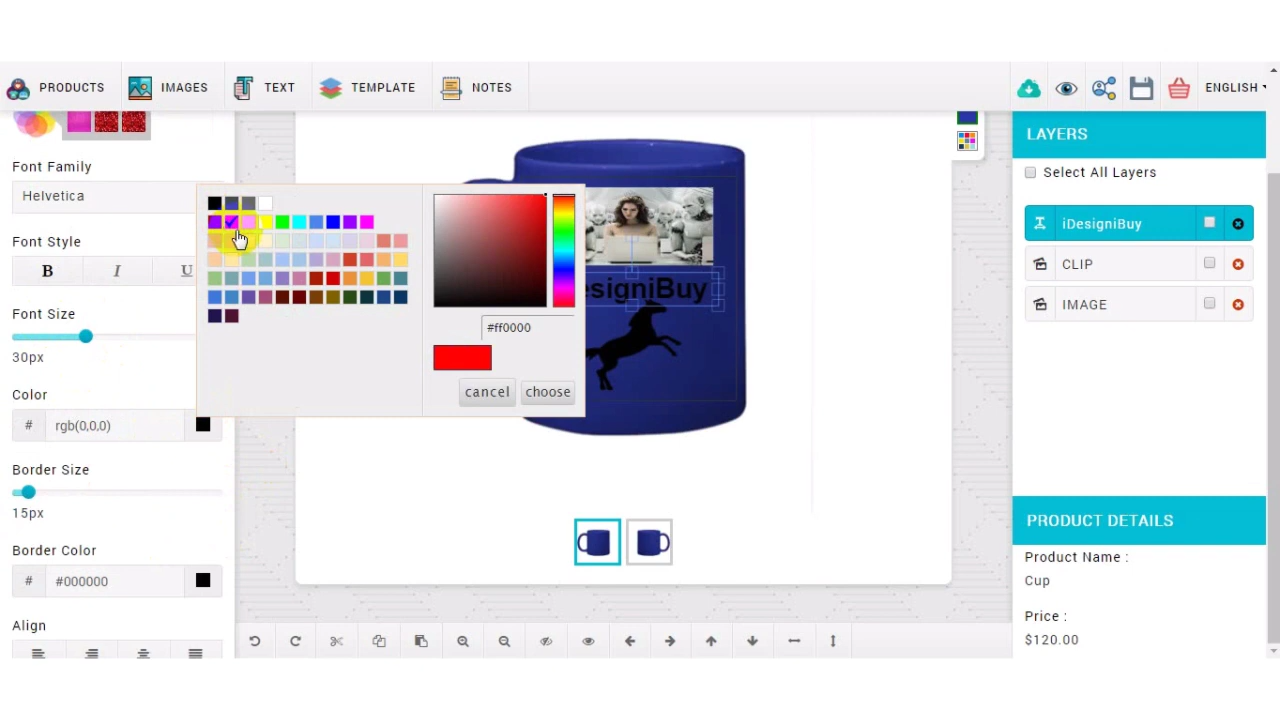 PRODUCTS IMAGES TEXT TEMPLATE NOTES ENGLISH
Font Family
Helvetica
Font Style
B I U
Font Size
30px
Color
# rgb(0,0,0)
Border Size
15px
Border Color
# #000000
Align
#ff0000
cancel choose
esigniBuy
LAYERS
Select All Layers
iDesigniBuy
CLIP
IMAGE
PRODUCT DETAILS
Product Name :
Cup
Price :
$120.00